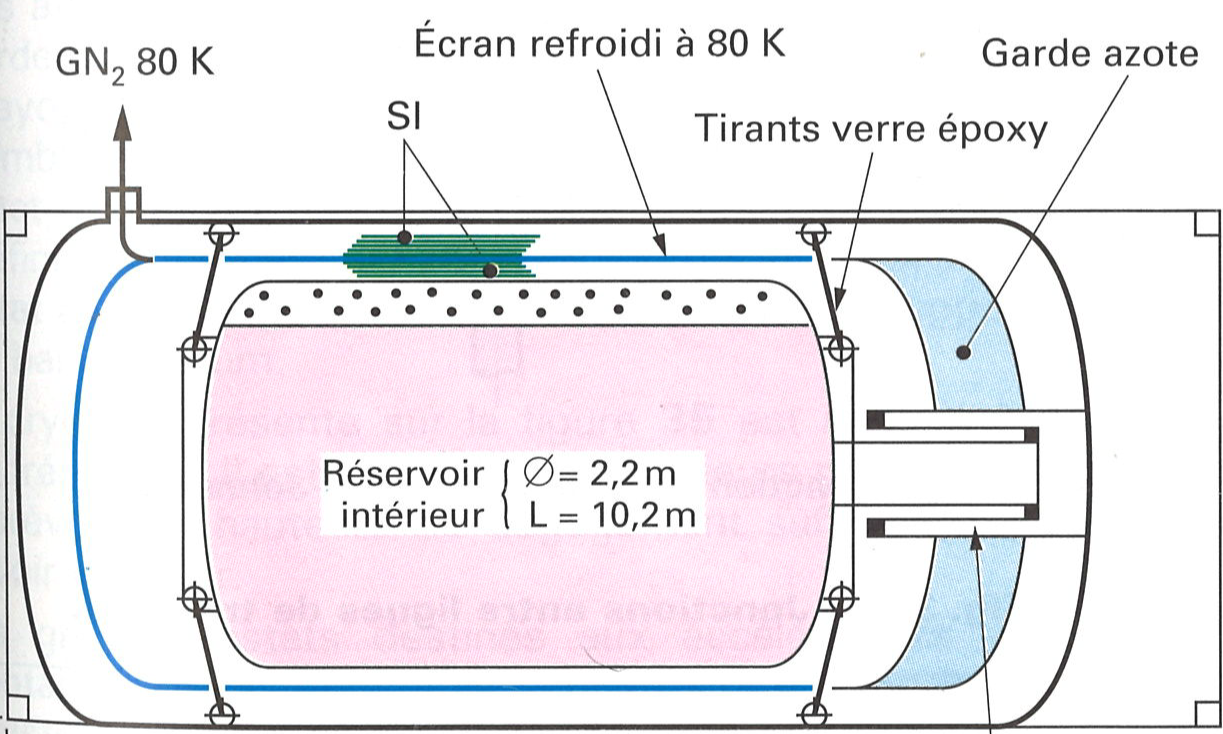 GN₂ 80 K
Écran refroidi à 80 K
Garde azote
SI
Tirants verre époxy
Réservoir intérieur { Ø = 2,2 m
L = 10,2 m